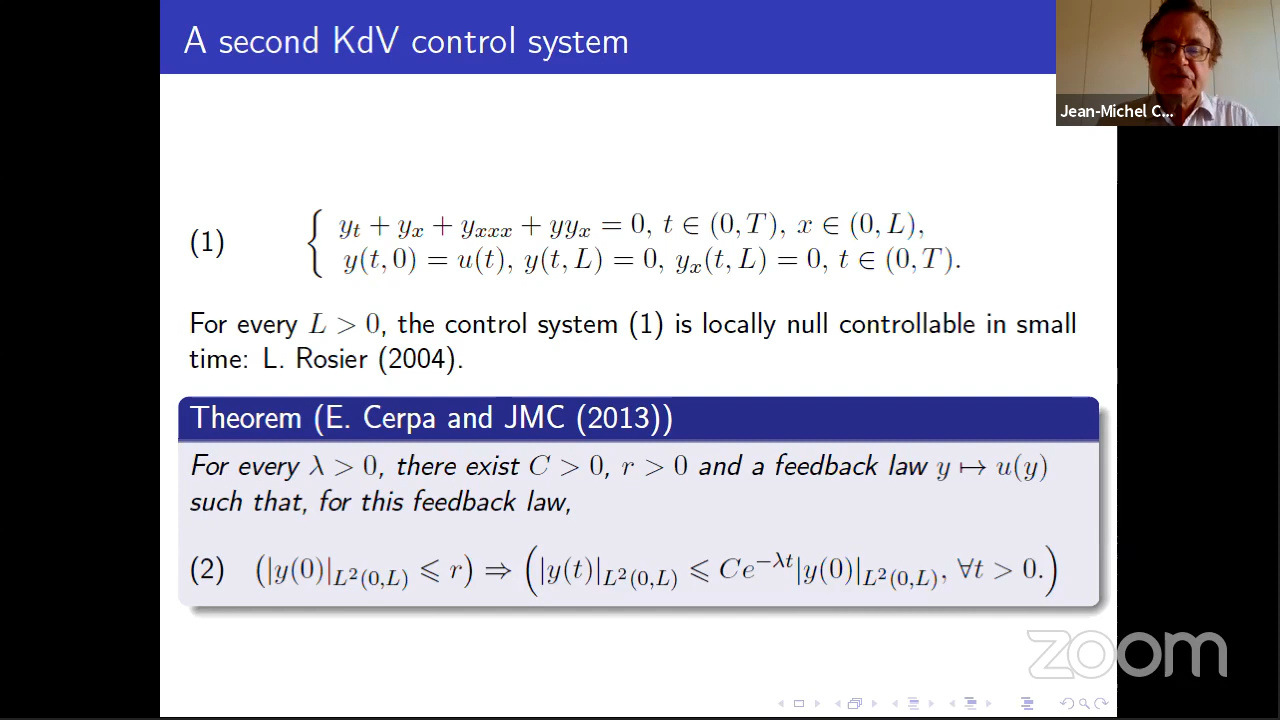 A second KdV control system
Jean-Michel C...
(1) { y_t + y_x + y_{xxx} + yy_x = 0, t ∈ (0, T), x ∈ (0, L),
y(t, 0) = u(t), y(t, L) = 0, y_x(t, L) = 0, t ∈ (0, T).
For every L > 0, the control system (1) is locally null controllable in small
time: L. Rosier (2004).
Theorem (E. Cerpa and JMC (2013))
For every λ > 0, there exist C > 0, r > 0 and a feedback law y ↦ u(y)
such that, for this feedback law,
(2) (|y(0)|_{L²(0,L)} ⩽ r) ⇒ (|y(t)|_{L²(0,L)} ⩽ Ce^{−λt}|y(0)|_{L²(0,L)}, ∀t > 0.)
zoom